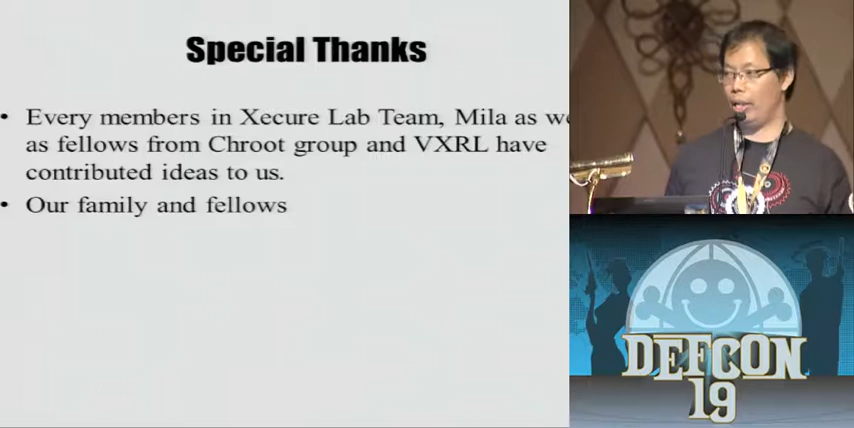 Special Thanks
• Every members in Xecure Lab Team, Mila as we
as fellows from Chroot group and VXRL have
contributed ideas to us.
• Our family and fellows
DEFCON
19